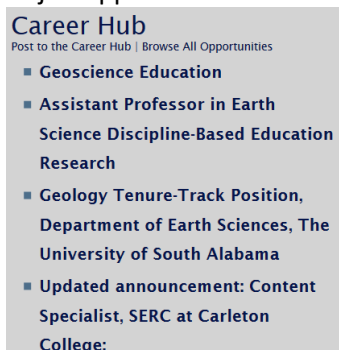 Career Hub
Post to the Career Hub | Browse All Opportunities
Geoscience Education
Assistant Professor in Earth
Science Discipline-Based Education
Research
Geology Tenure-Track Position,
Department of Earth Sciences, The
University of South Alabama
Updated announcement: Content
Specialist, SERC at Carleton
College: